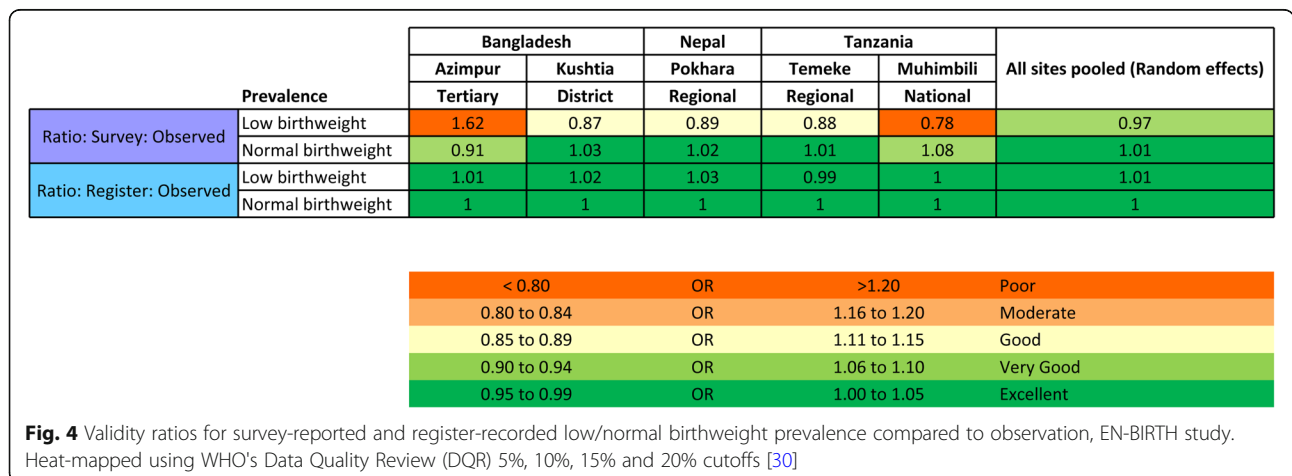 Bangladesh Nepal Tanzania
Azimpur Kushtia Pokhara Temeke Muhimbili All sites pooled (Random effects)
Prevalence Tertiary District Regional Regional National
Ratio: Survey: Observed Low birthweight 1.62 0.87 0.89 0.88 0.78 0.97
Normal birthweight 0.91 1.03 1.02 1.01 1.08 1.01
Ratio: Register: Observed Low birthweight 1.01 1.02 1.03 0.99 1 1.01
Normal birthweight 1 1 1 1 1 1
< 0.80 OR >1.20 Poor
0.80 to 0.84 OR 1.16 to 1.20 Moderate
0.85 to 0.89 OR 1.11 to 1.15 Good
0.90 to 0.94 OR 1.06 to 1.10 Very Good
0.95 to 0.99 OR 1.00 to 1.05 Excellent
Fig. 4 Validity ratios for survey-reported and register-recorded low/normal birthweight prevalence compared to observation, EN-BIRTH study.
Heat-mapped using WHO's Data Quality Review (DQR) 5%, 10%, 15% and 20% cutoffs [30]